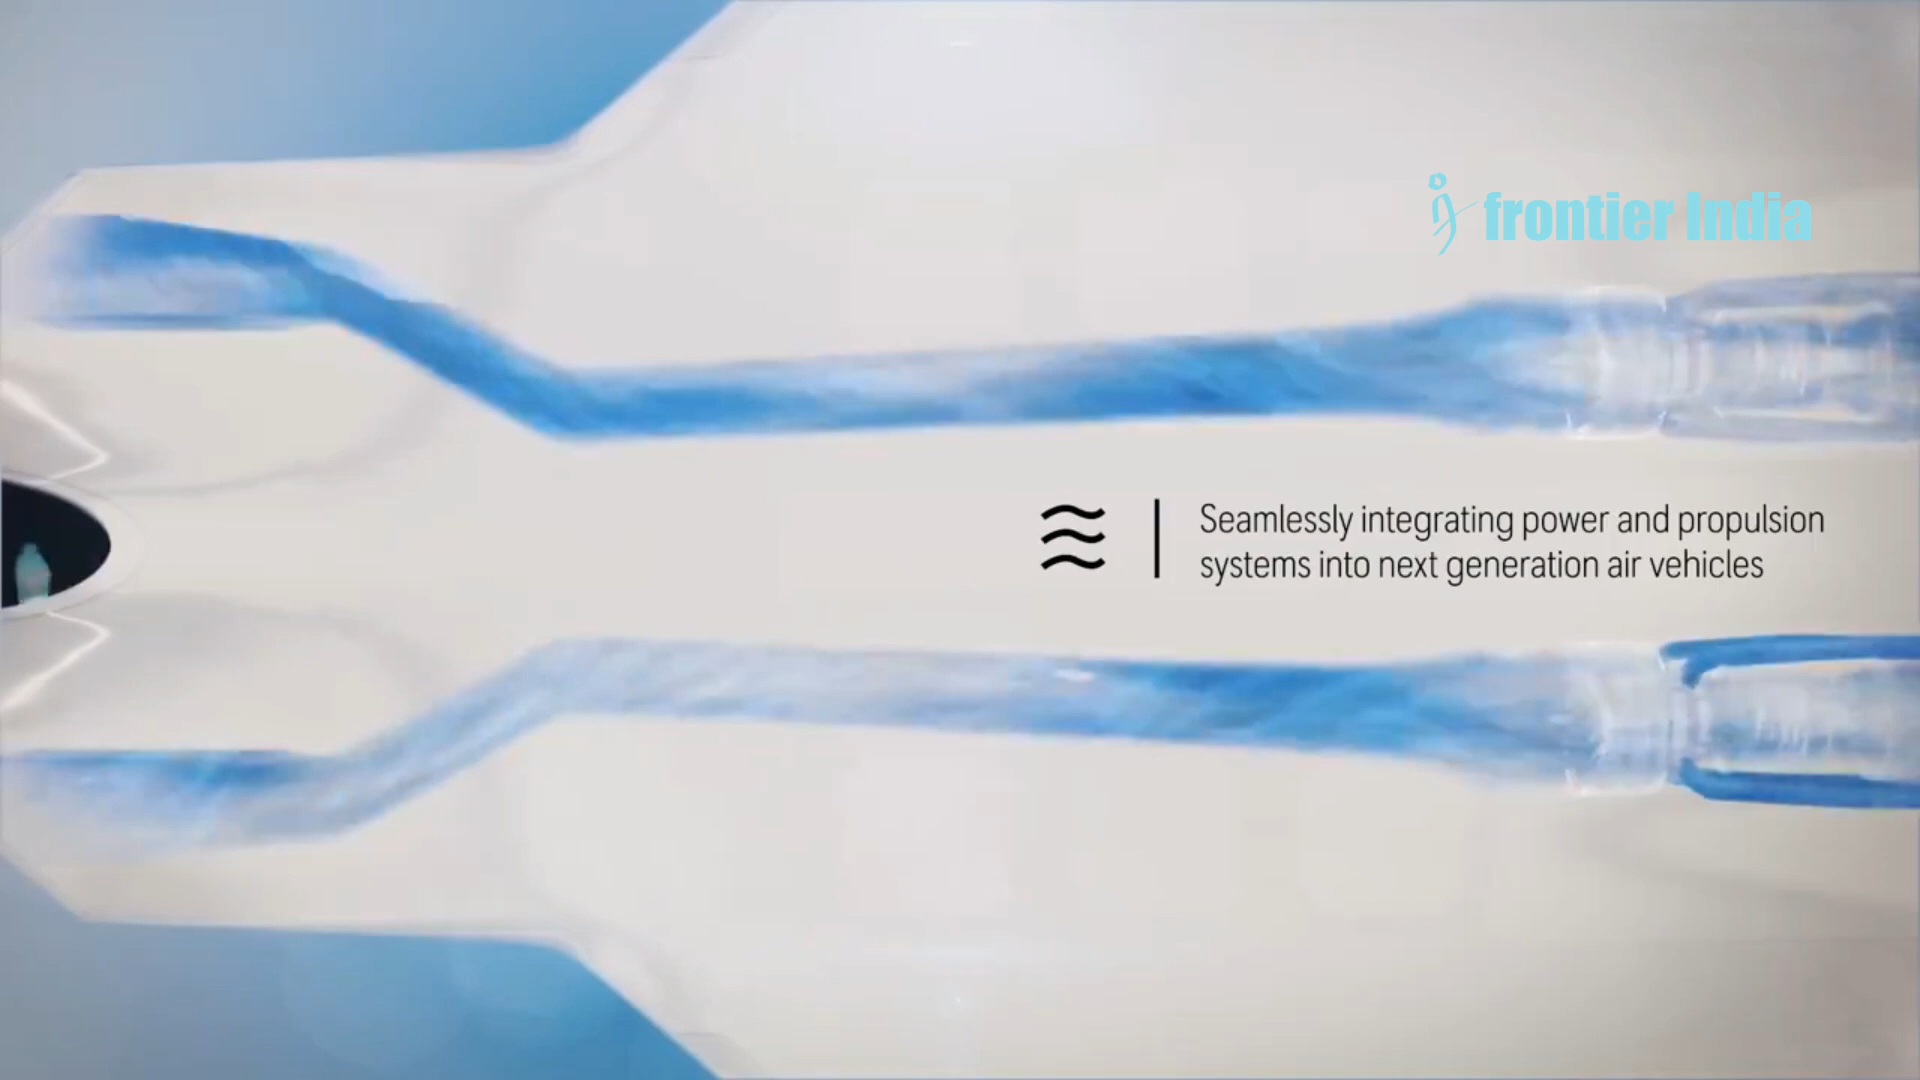 frontier India
Seamlessly integrating power and propulsion
systems into next generation air vehicles